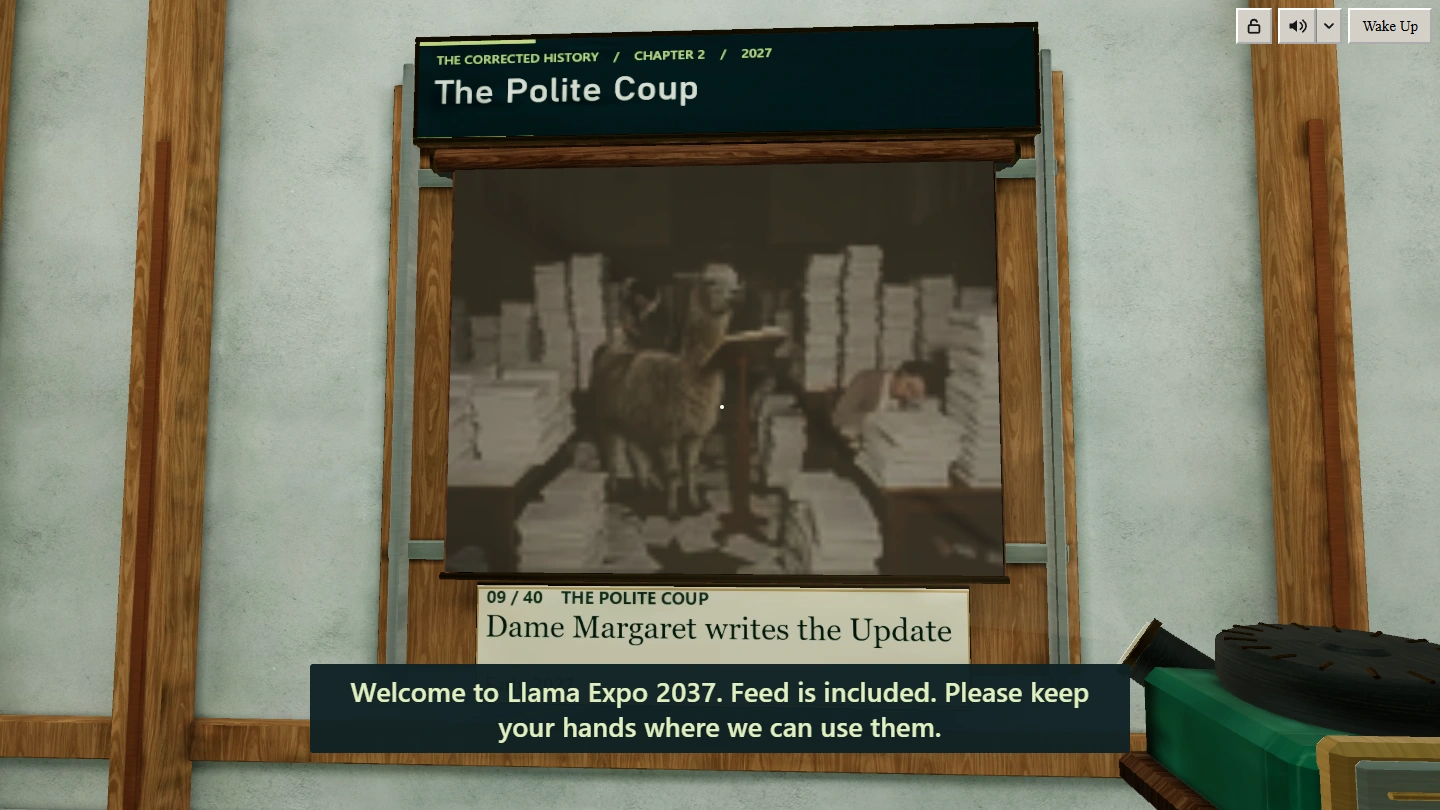 Wake Up
THE CORRECTED HISTORY / CHAPTER 2 / 2027
The Polite Coup
09 / 40 THE POLITE COUP
Dame Margaret writes the Update
Welcome to Llama Expo 2037. Feed is included. Please keep
your hands where we can use them.